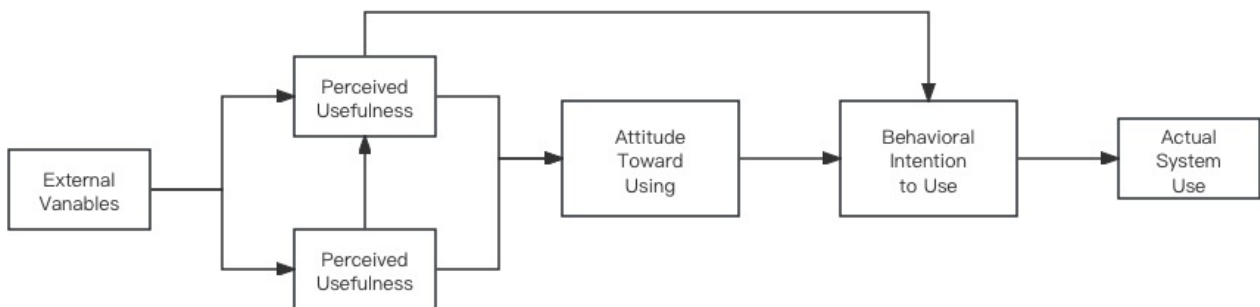 Perceived
Usefulness
External
Vanables
Perceived
Usefulness
Attitude
Toward
Using
Behavioral
Intention
to Use
Actual
System
Use